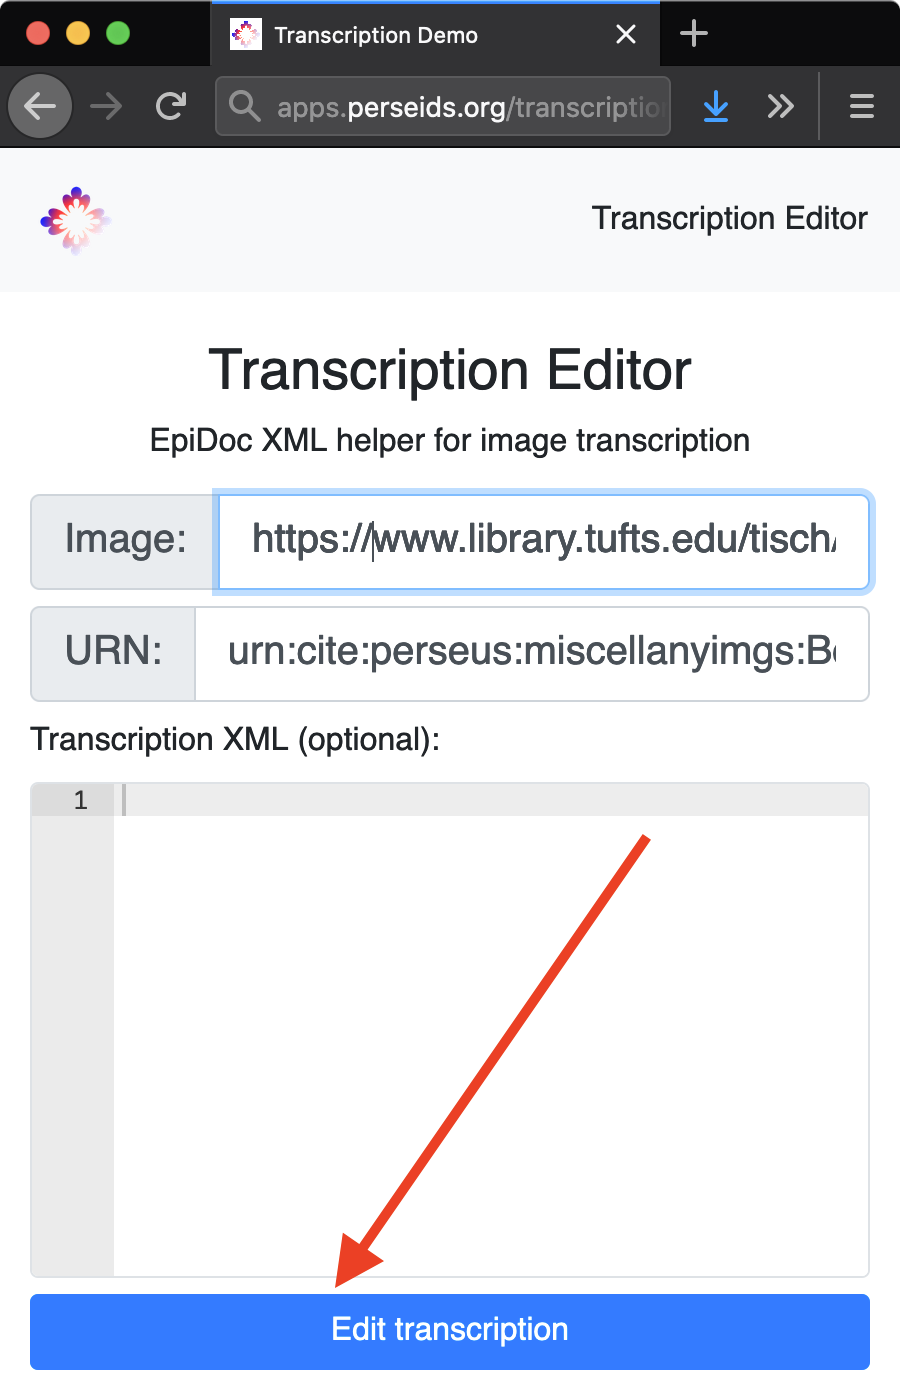 Transcription Demo
apps.perseids.org/transcriptio
Transcription Editor
Transcription Editor
EpiDoc XML helper for image transcription
Image: https://www.library.tufts.edu/tisch/
URN: urn:cite:perseus:miscellanyimgs:Bo
Transcription XML (optional):
1
Edit transcription